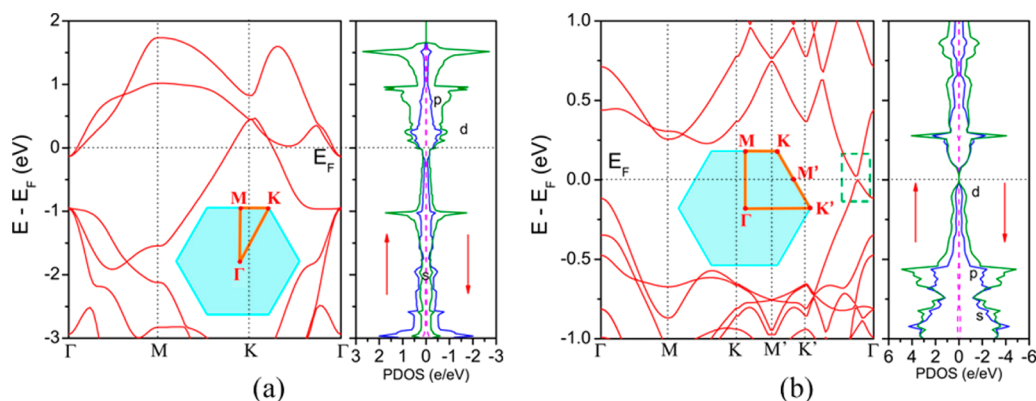 2
1
0
-1
-2
-3
E - E_F (eV)
Γ
M
K
Γ
E_F
M
K
Γ
p
d
s
3
2
1
0
-1
-2
-3
PDOS (e/eV)
(a)
1.0
0.5
0.0
-0.5
-1.0
E - E_F (eV)
Γ
M
K
M'
K'
Γ
E_F
M
K
M'
Γ
K'
d
p
s
6
4
2
0
-2
-4
-6
PDOS (e/eV)
(b)